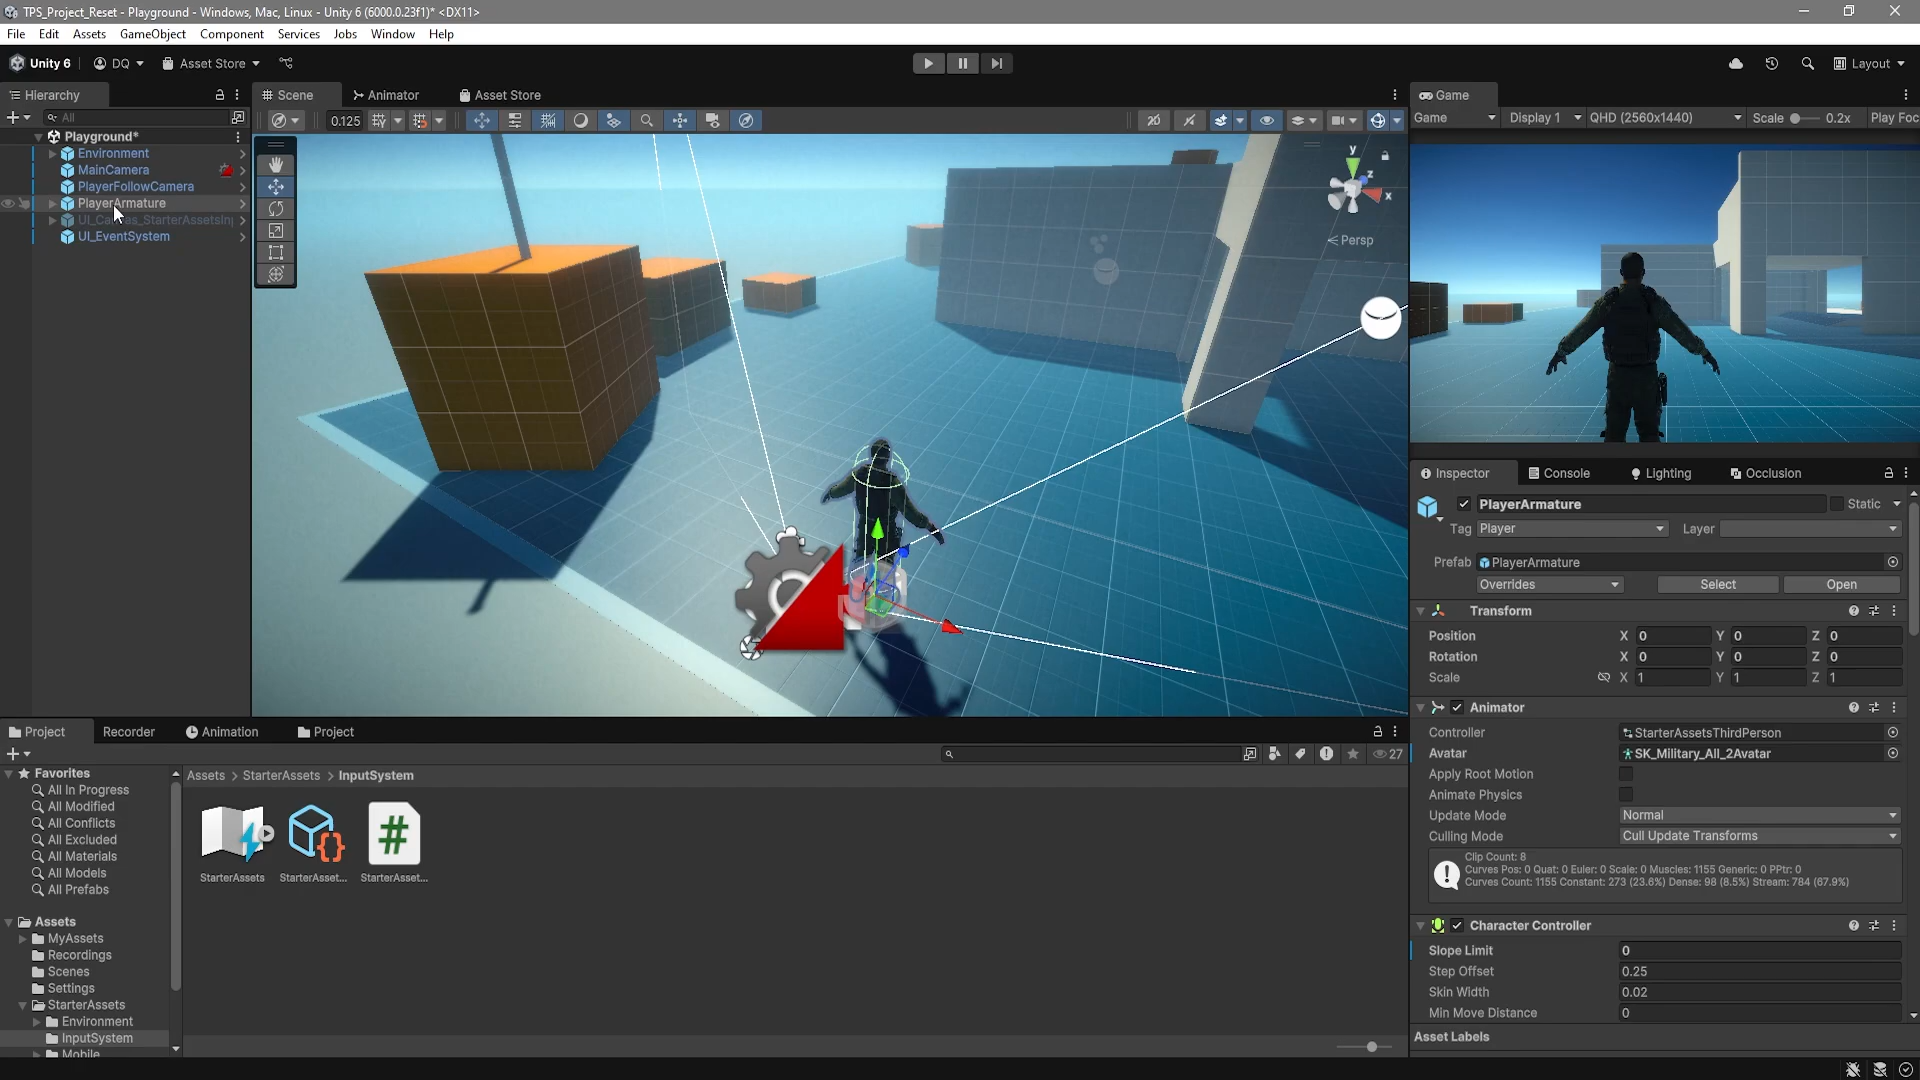 TPS_Project_Reset - Playground - Windows, Mac, Linux - Unity 6 (6000.0.23f1)* <DX11>
File Edit Assets GameObject Component Services Jobs Window Help
Unity 6 DQ Asset Store Layout
Hierarchy
All
Playground*
Environment
MainCamera
PlayerFollowCamera
PlayerArmature
UI_Canvas_StarterAssetsIn
UI_EventSystem
Scene Animator Asset Store
0.125
y
z
x
Persp
Game
Game Display 1 QHD (2560x1440) Scale 0.2x Play Foc
Inspector Console Lighting Occlusion
PlayerArmature Static
Tag Player Layer
Prefab PlayerArmature
Overrides Select Open
Transform
Position X 0 Y 0 Z 0
Rotation X 0 Y 0 Z 0
Scale X 1 Y 1 Z 1
Animator
Controller StarterAssetsThirdPerson
Avatar SK_Military_All_2Avatar
Apply Root Motion
Animate Physics
Update Mode Normal
Culling Mode Cull Update Transforms
Clip Count: 8
Curves Pos: 0 Quat: 0 Euler: 0 Scale: 0 Muscles: 1155 Generic: 0 PPtr: 0
Curves Count: 1155 Constant: 273 (23.6%) Dense: 98 (8.5%) Stream: 784 (67.9%)
Character Controller
Slope Limit 0
Step Offset 0.25
Skin Width 0.02
Min Move Distance 0
Asset Labels
Project Recorder Animation Project
27
Favorites
All In Progress
All Modified
All Conflicts
All Excluded
All Materials
All Models
All Prefabs
Assets
MyAssets
Recordings
Scenes
Settings
StarterAssets
Environment
InputSystem
Mobile
Assets > StarterAssets > InputSystem
StarterAssets StarterAsset... StarterAsset...